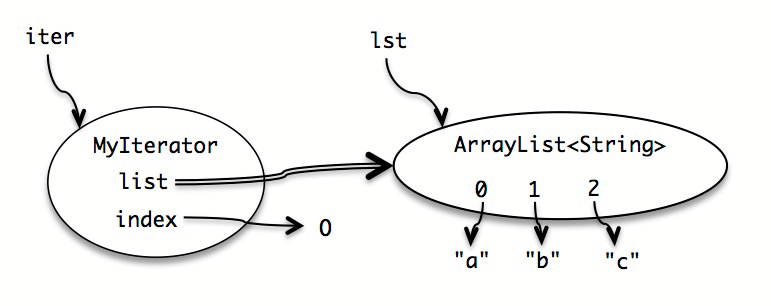 iter
lst
MyIterator
list
index
0
ArrayList<String>
0 1 2
"a" "b" "c"